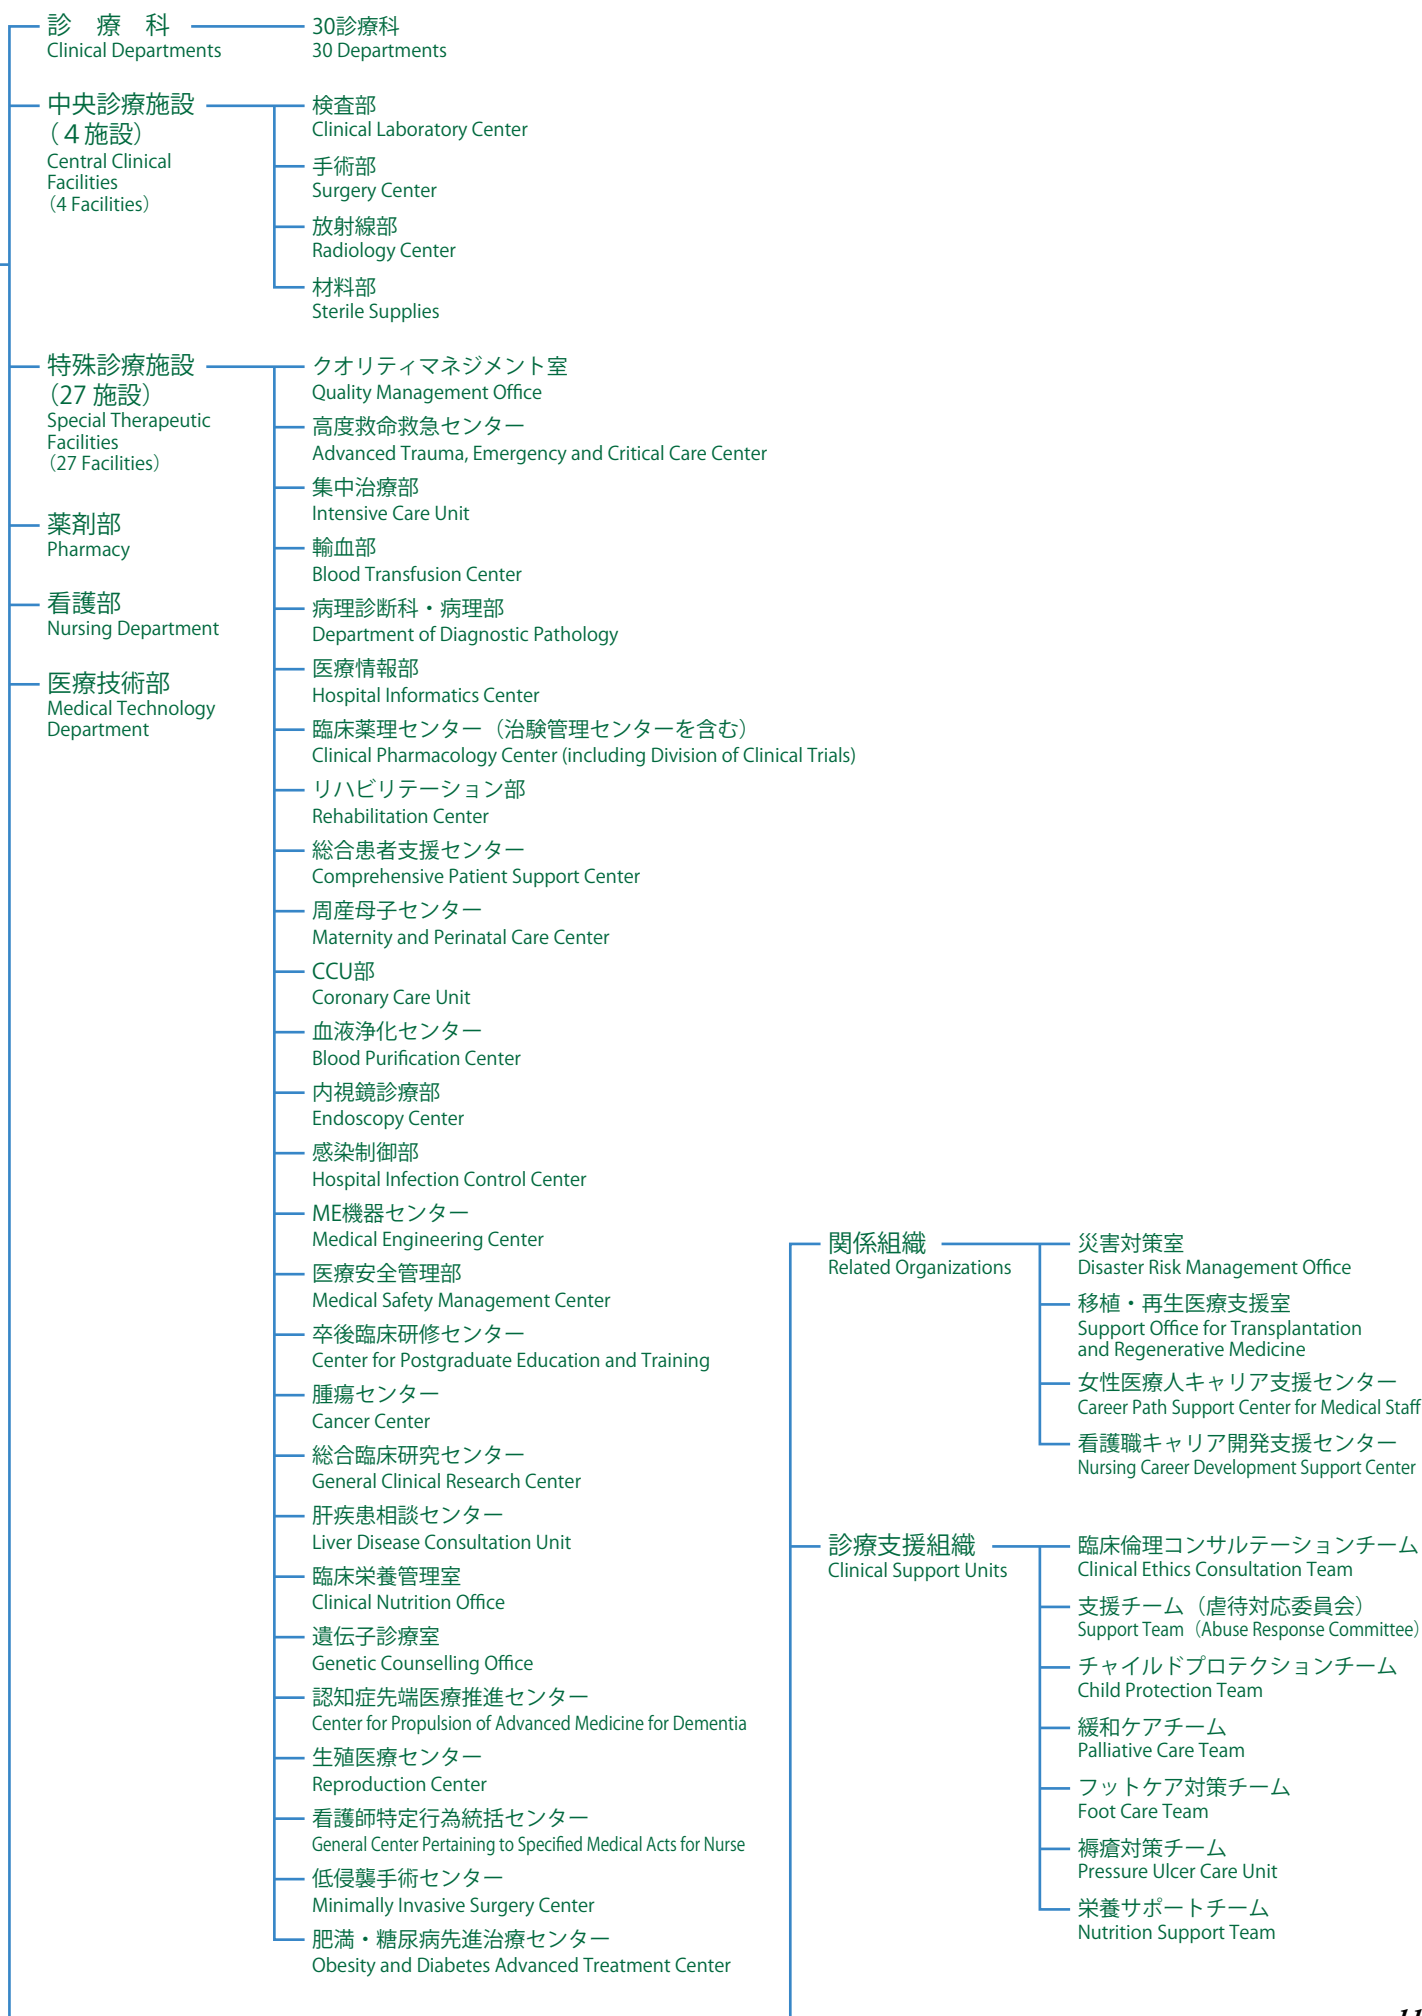 診　療　科
Clinical Departments
30診療科
30 Departments
中央診療施設
（４施設）
Central Clinical
Facilities
（4 Facilities）
検査部
Clinical Laboratory Center
手術部
Surgery Center
放射線部
Radiology Center
材料部
Sterile Supplies
特殊診療施設
（27 施設）
Special Therapeutic
Facilities
（27 Facilities）
クオリティマネジメント室
Quality Management Office
高度救命救急センター
Advanced Trauma, Emergency and Critical Care Center
集中治療部
Intensive Care Unit
輸血部
Blood Transfusion Center
病理診断科・病理部
Department of Diagnostic Pathology
医療情報部
Hospital Informatics Center
臨床薬理センター（治験管理センターを含む）
Clinical Pharmacology Center (including Division of Clinical Trials)
リハビリテーション部
Rehabilitation Center
総合患者支援センター
Comprehensive Patient Support Center
周産母子センター
Maternity and Perinatal Care Center
CCU部
Coronary Care Unit
血液浄化センター
Blood Purification Center
内視鏡診療部
Endoscopy Center
感染制御部
Hospital Infection Control Center
ME機器センター
Medical Engineering Center
医療安全管理部
Medical Safety Management Center
卒後臨床研修センター
Center for Postgraduate Education and Training
腫瘍センター
Cancer Center
総合臨床研究センター
General Clinical Research Center
肝疾患相談センター
Liver Disease Consultation Unit
臨床栄養管理室
Clinical Nutrition Office
遺伝子診療室
Genetic Counselling Office
認知症先端医療推進センター
Center for Propulsion of Advanced Medicine for Dementia
生殖医療センター
Reproduction Center
看護師特定行為統括センター
General Center Pertaining to Specified Medical Acts for Nurse
低侵襲手術センター
Minimally Invasive Surgery Center
肥満・糖尿病先進治療センター
Obesity and Diabetes Advanced Treatment Center
薬剤部
Pharmacy
看護部
Nursing Department
医療技術部
Medical Technology
Department
関係組織
Related Organizations
災害対策室
Disaster Risk Management Office
移植・再生医療支援室
Support Office for Transplantation
and Regenerative Medicine
女性医療人キャリア支援センター
Career Path Support Center for Medical Staff
看護職キャリア開発支援センター
Nursing Career Development Support Center
診療支援組織
Clinical Support Units
臨床倫理コンサルテーションチーム
Clinical Ethics Consultation Team
支援チーム（虐待対応委員会）
Support Team（Abuse Response Committee）
チャイルドプロテクションチーム
Child Protection Team
緩和ケアチーム
Palliative Care Team
フットケア対策チーム
Foot Care Team
褥瘡対策チーム
Pressure Ulcer Care Unit
栄養サポートチーム
Nutrition Support Team